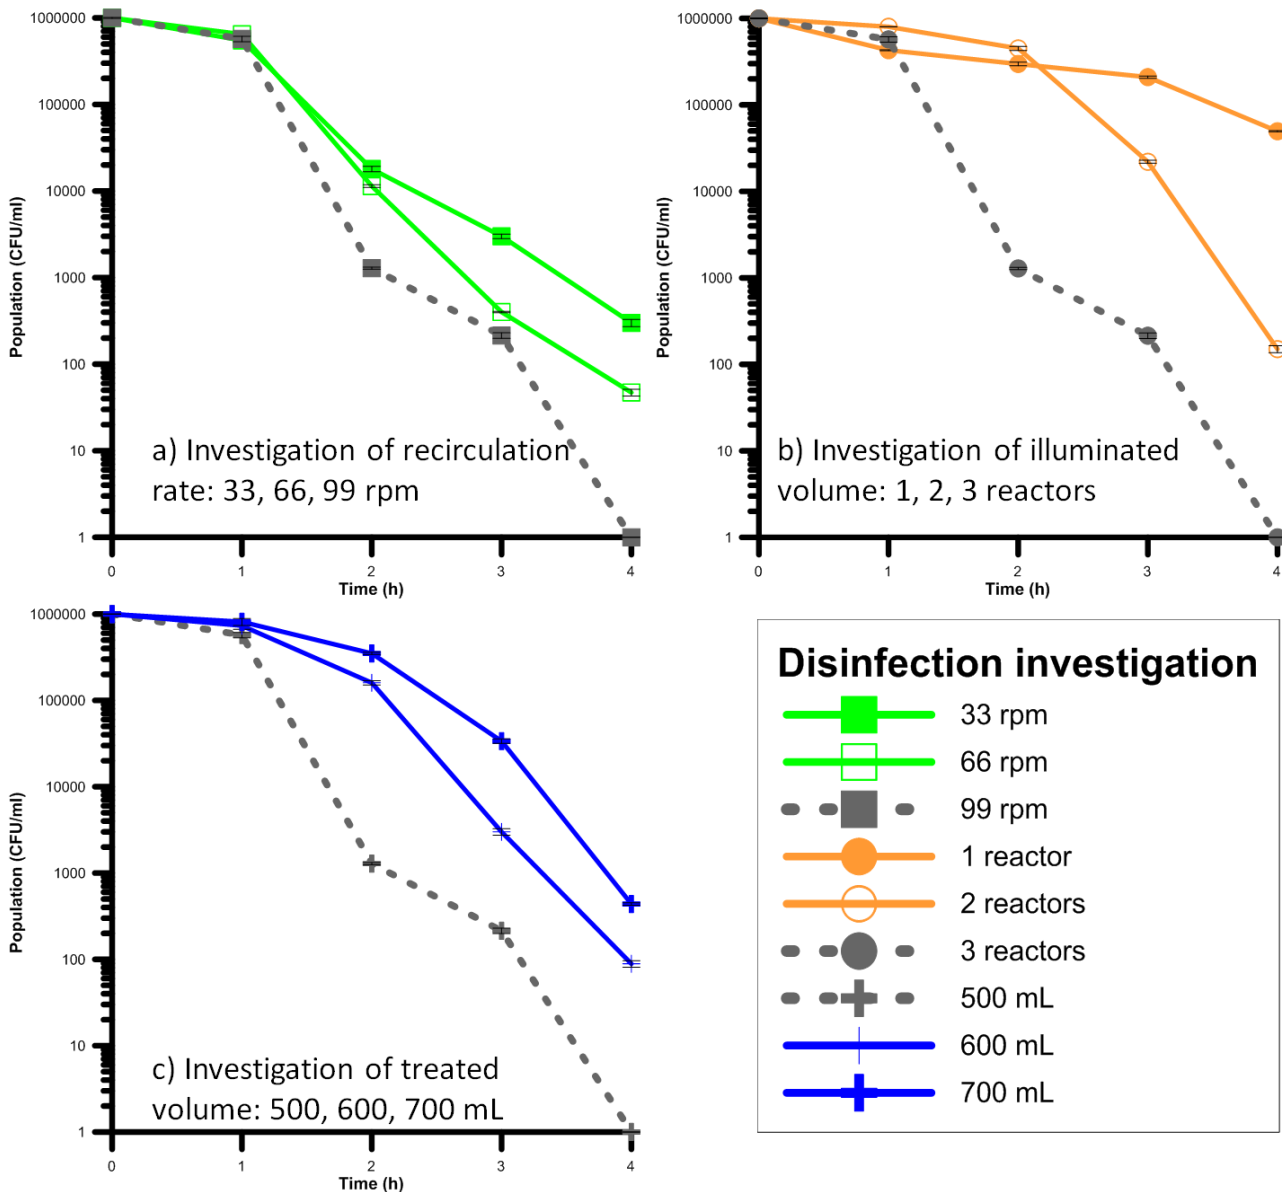 1000000
100000
10000
1000
100
10
1
Population (CFU/ml)
a) Investigation of recirculation
rate: 33, 66, 99 rpm
0 1 2 3 4
Time (h)
1000000
100000
10000
1000
100
10
1
Population (CFU/ml)
b) Investigation of illuminated
volume: 1, 2, 3 reactors
0 1 2 3 4
Time (h)
1000000
100000
10000
1000
100
10
1
Population (CFU/ml)
c) Investigation of treated
volume: 500, 600, 700 mL
0 1 2 3 4
Time (h)
Disinfection investigation
33 rpm
66 rpm
99 rpm
1 reactor
2 reactors
3 reactors
500 mL
600 mL
700 mL